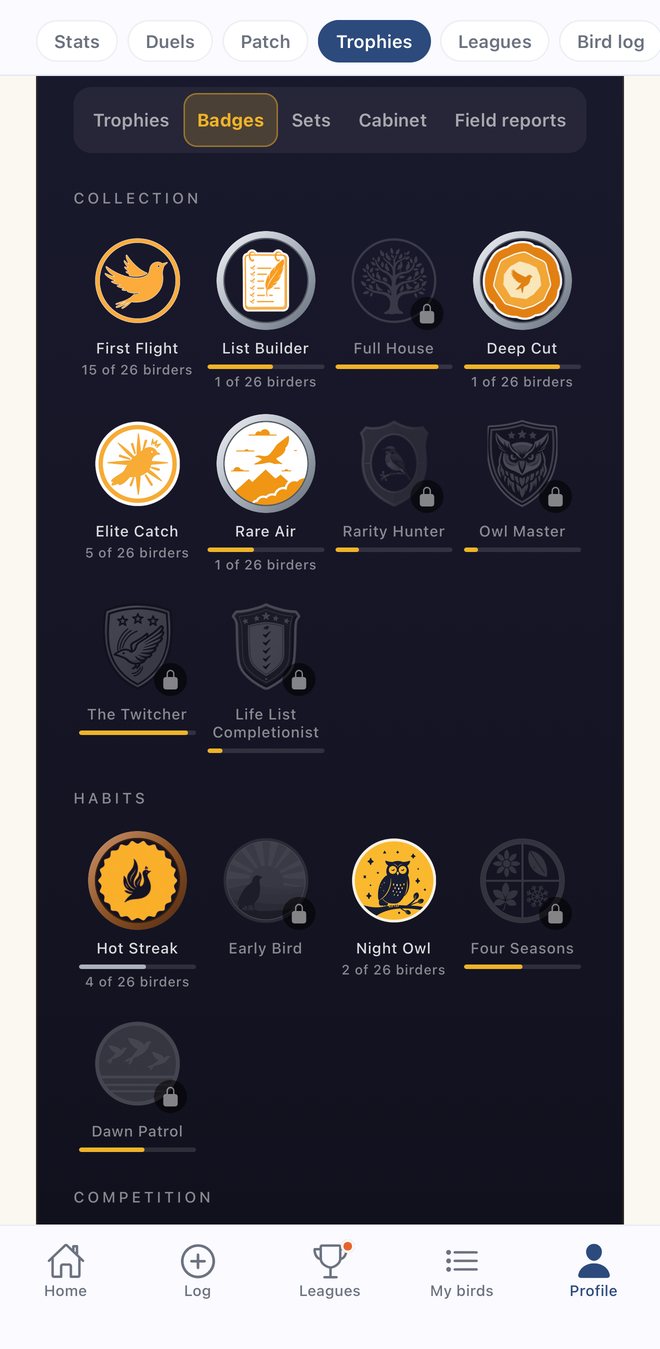 Stats Duels Patch Trophies Leagues Bird log
Trophies Badges Sets Cabinet Field reports
COLLECTION
First Flight List Builder Full House Deep Cut
15 of 26 birders 1 of 26 birders 1 of 26 birders
Elite Catch Rare Air Rarity Hunter Owl Master
5 of 26 birders 1 of 26 birders
The Twitcher Life List
Completionist
HABITS
Hot Streak Early Bird Night Owl Four Seasons
4 of 26 birders 2 of 26 birders
Dawn Patrol
COMPETITION
Home Log Leagues My birds Profile